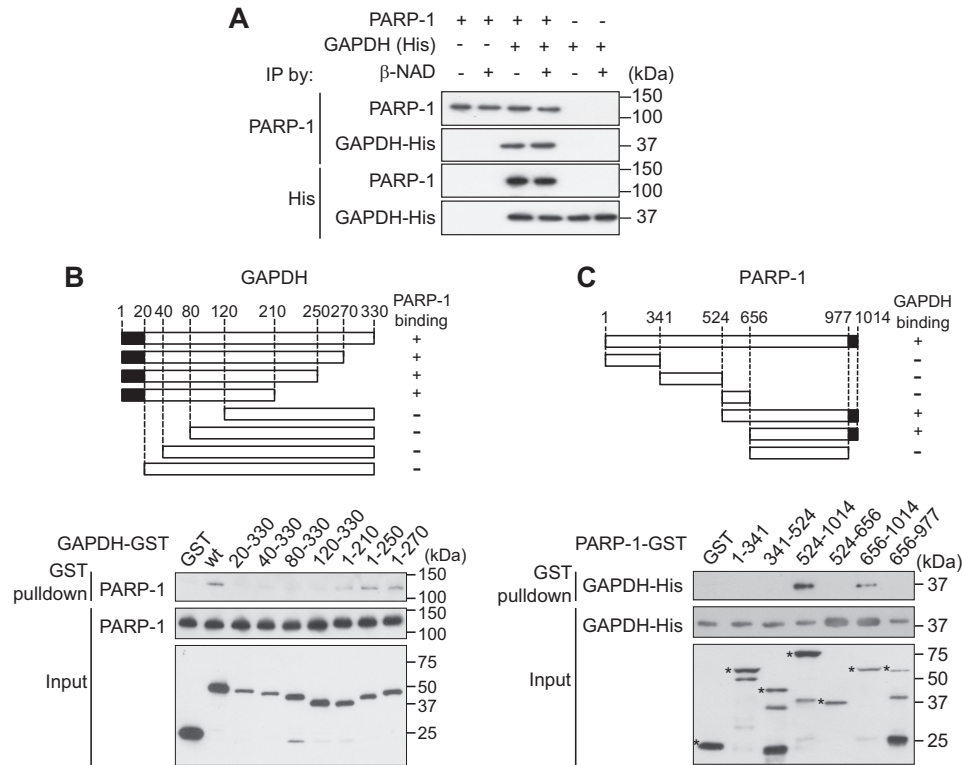 A
PARP-1 + + + + - -
GAPDH (His) - - + + + +
IP by: β-NAD - + - + - + (kDa)
PARP-1
PARP-1 150 100
GAPDH-His 37
His
PARP-1 150 100
GAPDH-His 37
B
GAPDH
1 20 40 80 120 210 250 270 330
PARP-1 binding
+
+
+
+
-
-
-
-
GAPDH-GST GST wt 20-330 40-330 80-330 120-330 1-210 1-250 1-270 (kDa)
GST pulldown
PARP-1 150 100
Input
PARP-1 150 100
75
50
37
25
C
PARP-1
1 341 524 656 977 1014
GAPDH binding
+
-
-
-
+
+
-
PARP-1-GST GST 1-341 341-524 524-1014 524-656 656-1014 656-977 (kDa)
GST pulldown
GAPDH-His 37
Input
GAPDH-His 37
* * * * * * *
75
50
37
25